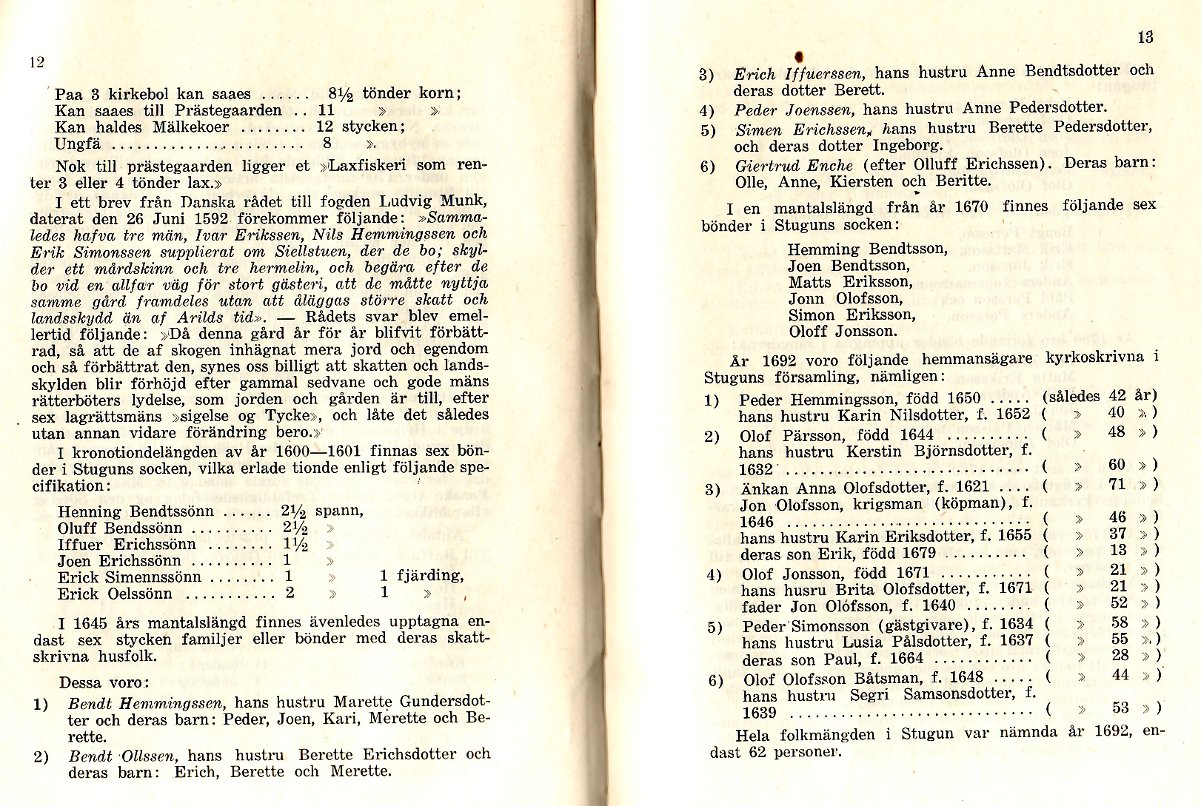 12
Paa 3 kirkebol kan saaes ...... 8½ tönder korn;
Kan saaes till Prästegaarden .. 11 » »
Kan haldes Mälkekoer ........ 12 stycken;
Ungfä ....................... 8 ».
Nok till prästegaarden ligger et »Laxfiskeri som ren-
ter 3 eller 4 tönder lax.»
I ett brev från Danska rådet till fogden Ludvig Munk,
daterat den 26 Juni 1592 förekommer följande: »Samma-
ledes hafva tre män, Ivar Erikssen, Nils Hemmingssen och
Erik Simonssen supplierat om Siellstuen, der de bo; skyl-
der ett mårdskinn och tre hermelin, och begära efter de
bo vid en allfar väg för stort gästeri, att de måtte nyttja
samme gård framdeles utan att åläggas större skatt och
landsskydd än af Arilds tid». — Rådets svar blev emel-
lertid följande: »Då denna gård år för år blifvit förbätt-
rad, så att de af skogen inhägnat mera jord och egendom
och så förbättrat den, synes oss billigt att skatten och lands-
skylden blir förhöjd efter gammal sedvane och gode mäns
rätterböters lydelse, som jorden och gården är till, efter
sex lagrättsmäns »sigelse og Tycke», och låte det således
utan annan vidare förändring bero.»
I kronotiondelängden av år 1600—1601 finnas sex bön-
der i Stuguns socken, vilka erlade tionde enligt följande spe-
cifikation:
Henning Bendtssönn ...... 2½ spann,
Oluff Bendssönn .......... 2½ »
Iffuer Erichssönn ........ 1½ »
Joen Erichssönn .......... 1 »
Erick Simennssönn ........ 1 » 1 fjärding,
Erick Oelssönn ........... 2 » 1 » ,
I 1645 års mantalslängd finnes ävenledes upptagna en-
dast sex stycken familjer eller bönder med deras skatt-
skrivna husfolk.
Dessa voro:
1) Bendt Hemmingssen, hans hustru Marette Gundersdot-
ter och deras barn: Peder, Joen, Kari, Merette och Be-
rette.
2) Bendt Ollssen, hans hustru Berette Erichsdotter och
deras barn: Erich, Berette och Merette.
13
3) Erich Iffuerssen, hans hustru Anne Bendtsdotter och
deras dotter Berett.
4) Peder Joenssen, hans hustru Anne Pedersdotter.
5) Simen Erichssen, hans hustru Berette Pedersdotter,
och deras dotter Ingeborg.
6) Giertrud Enche (efter Olluff Erichssen). Deras barn:
Olle, Anne, Kiersten och Beritte.
I en mantalslängd från år 1670 finnes följande sex
bönder i Stuguns socken:
Hemming Bendtsson,
Joen Bendtsson,
Matts Eriksson,
Jonn Olofsson,
Simon Eriksson,
Oloff Jonsson.
År 1692 voro följande hemmansägare kyrkoskrivna i
Stuguns församling, nämligen:
1) Peder Hemmingsson, född 1650 ..... (således 42 år)
hans hustru Karin Nilsdotter, f. 1652 ( » 40 »)
2) Olof Pärsson, född 1644 .......... ( » 48 »)
hans hustru Kerstin Björnsdotter, f.
1632 ............................. ( » 60 »)
3) Änkan Anna Olofsdotter, f. 1621 .... ( » 71 »)
Jon Olofsson, krigsman (köpman), f.
1646 ............................. ( » 46 »)
hans hustru Karin Eriksdotter, f. 1655 ( » 37 »)
deras son Erik, född 1679 .......... ( » 13 »)
4) Olof Jonsson, född 1671 ........... ( » 21 »)
hans husru Brita Olofsdotter, f. 1671 ( » 21 »)
fader Jon Olofsson, f. 1640 ........ ( » 52 »)
5) Peder Simonsson (gästgivare), f. 1634 ( » 58 »)
hans hustru Lusia Pålsdotter, f. 1637 ( » 55 ».)
deras son Paul, f. 1664 ............ ( » 28 »)
6) Olof Olofsson Båtsman, f. 1648 ..... ( » 44 »)
hans hustru Segri Samsonsdotter, f.
1639 ............................. ( » 53 »)
Hela folkmängden i Stugun var nämnda år 1692, en-
dast 62 personer.